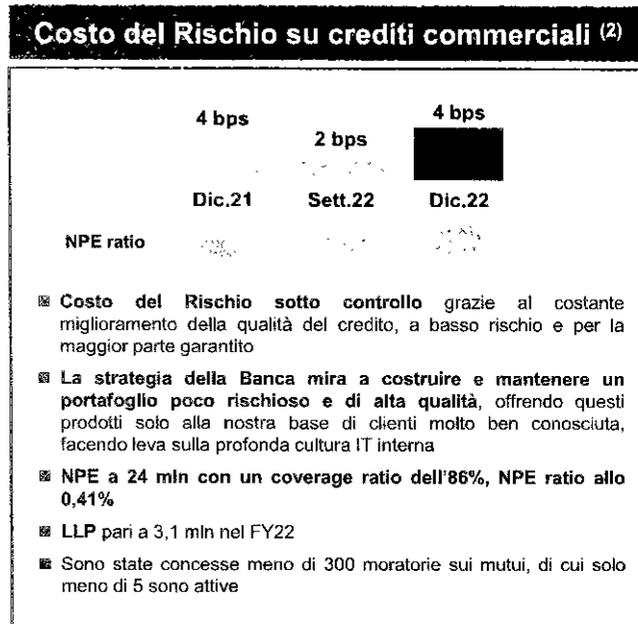 Costo del Rischio su crediti commerciali (2)
4 bps
2 bps
4 bps
Dic.21
Sett.22
Dic.22
NPE ratio
Costo del Rischio sotto controllo grazie al costante
miglioramento della qualità del credito, a basso rischio e per la
maggior parte garantito
La strategia della Banca mira a costruire e mantenere un
portafoglio poco rischioso e di alta qualità, offrendo questi
prodotti solo alla nostra base di clienti molto ben conosciuta,
facendo leva sulla profonda cultura IT interna
NPE a 24 mln con un coverage ratio dell'86%, NPE ratio allo
0,41%
LLP pari a 3,1 mln nel FY22
Sono state concesse meno di 300 moratorie sui mutui, di cui solo
meno di 5 sono attive